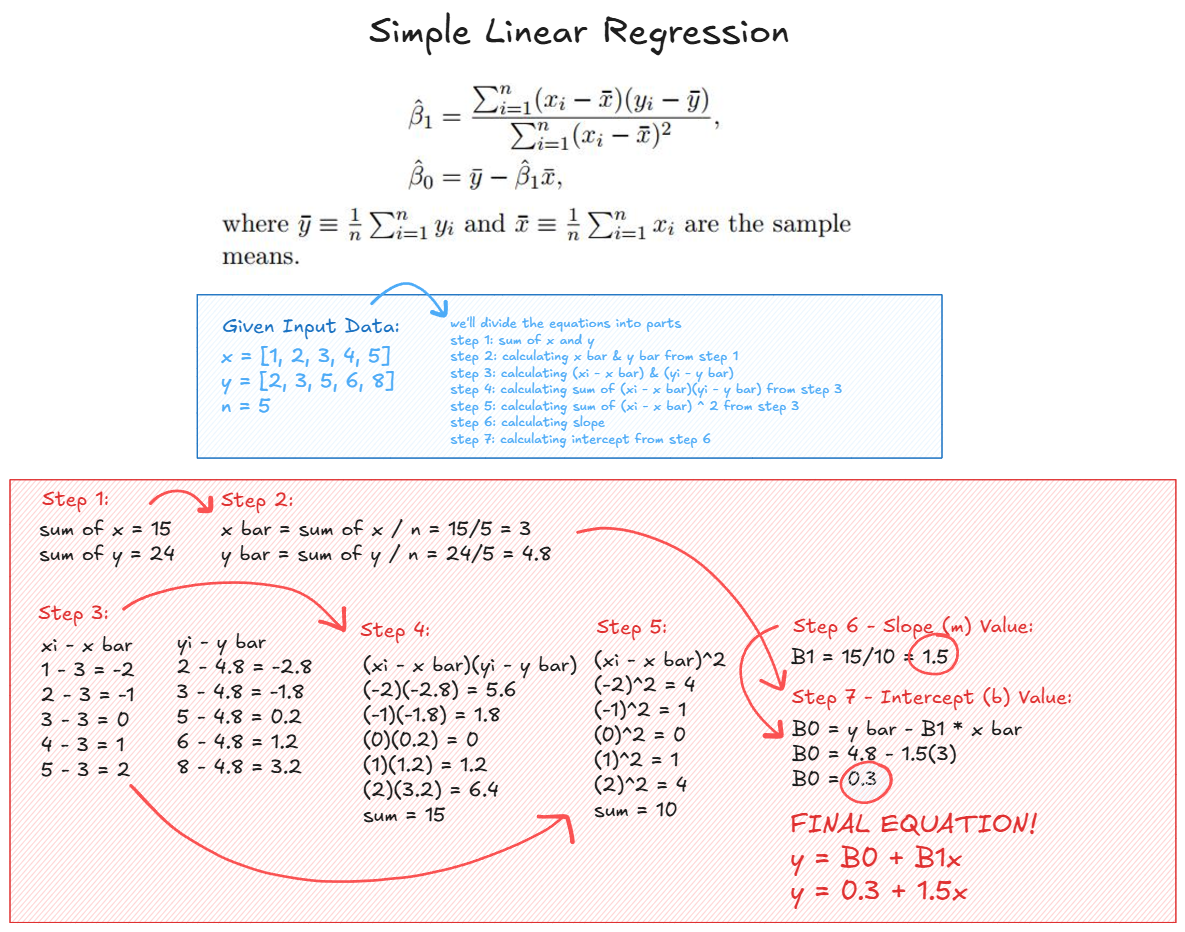 Simple Linear Regression
β̂₁ = ∑ⁿᵢ₌₁(xᵢ − x̄)(yᵢ − ȳ) / ∑ⁿᵢ₌₁(xᵢ − x̄)²,
β̂₀ = ȳ − β̂₁x̄,
where ȳ ≡ 1/n ∑ⁿᵢ₌₁ yᵢ and x̄ ≡ 1/n ∑ⁿᵢ₌₁ xᵢ are the sample
means.
Given Input Data:
x = [1, 2, 3, 4, 5]
y = [2, 3, 5, 6, 8]
n = 5
we'll divide the equations into parts
step 1: sum of x and y
step 2: calculating x bar & y bar from step 1
step 3: calculating (xi - x bar) & (yi - y bar)
step 4: calculating sum of (xi - x bar)(yi - y bar) from step 3
step 5: calculating sum of (xi - x bar) ^ 2 from step 3
step 6: calculating slope
step 7: calculating intercept from step 6
Step 1:
sum of x = 15
sum of y = 24
Step 2:
x bar = sum of x / n = 15/5 = 3
y bar = sum of y / n = 24/5 = 4.8
Step 3:
xi - x bar
1 - 3 = -2
2 - 3 = -1
3 - 3 = 0
4 - 3 = 1
5 - 3 = 2
yi - y bar
2 - 4.8 = -2.8
3 - 4.8 = -1.8
5 - 4.8 = 0.2
6 - 4.8 = 1.2
8 - 4.8 = 3.2
Step 4:
(xi - x bar)(yi - y bar)
(-2)(-2.8) = 5.6
(-1)(-1.8) = 1.8
(0)(0.2) = 0
(1)(1.2) = 1.2
(2)(3.2) = 6.4
sum = 15
Step 5:
(xi - x bar)^2
(-2)^2 = 4
(-1)^2 = 1
(0)^2 = 0
(1)^2 = 1
(2)^2 = 4
sum = 10
Step 6 - Slope (m) Value:
B1 = 15/10 = 1.5
Step 7 - Intercept (b) Value:
B0 = y bar - B1 * x bar
B0 = 4.8 - 1.5(3)
B0 = 0.3
FINAL EQUATION!
y = B0 + B1x
y = 0.3 + 1.5x